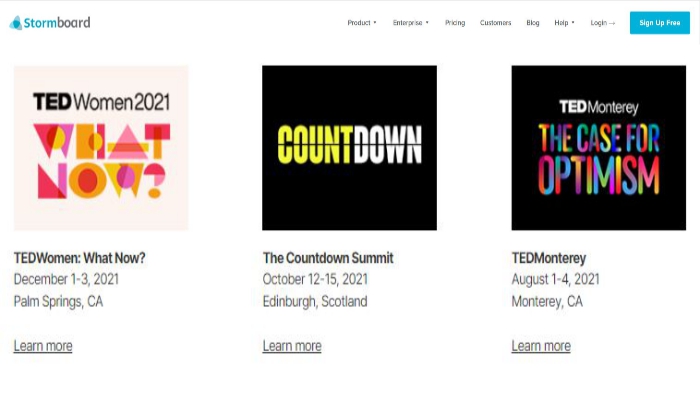 Stormboard
Product Enterprise Pricing Customers Blog Help Login → Sign Up Free
TEDWomen2021
WHAT
NOW?
COUNTDOWN
TEDMonterey
THE CASE FOR
OPTIMISM
TEDWomen: What Now?
December 1-3, 2021
Palm Springs, CA
Learn more
The Countdown Summit
October 12-15, 2021
Edinburgh, Scotland
Learn more
TEDMonterey
August 1-4, 2021
Monterey, CA
Learn more